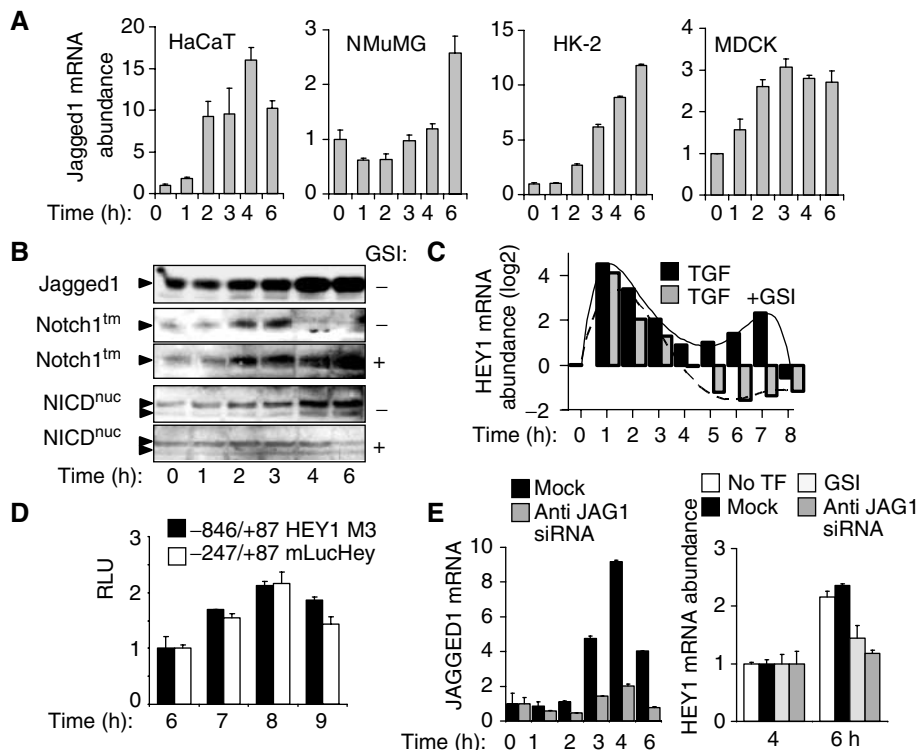 A
Jagged1 mRNA
abundance
HaCaT
20
15
10
5
0
NMuMG
3
2
1
0
HK-2
15
10
5
0
MDCK
4
3
2
1
0
Time (h): 0 1 2 3 4 6
0 1 2 3 4 6
0 1 2 3 4 6
0 1 2 3 4 6
B
GSI:
Jagged1 –
Notch1tm –
Notch1tm +
NICDnuc –
NICDnuc +
Time (h): 0 1 2 3 4 6
C
HEY1 mRNA
abundance (log2)
4
2
0
−2
TGF
TGF +GSI
Time (h): 0 1 2 3 4 5 6 7 8
D
RLU
3
2
1
0
−846/+87 HEY1 M3
−247/+87 mLucHey
Time (h): 6 7 8 9
E
Mock
Anti JAG1
siRNA
JAGGED1 mRNA
10
8
6
4
2
0
Time (h): 0 1 2 3 4 6
No TF
GSI
Mock
Anti JAG1
siRNA
HEY1 mRNA abundance
3
2
1
0
4 6 h